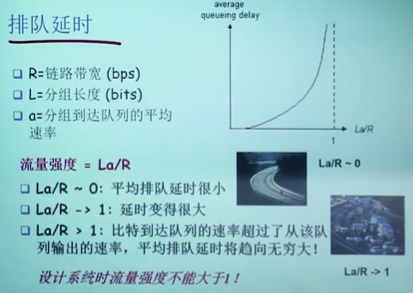 排队延时
average
queueing delay
R=链路带宽 (bps)
L=分组长度 (bits)
a=分组到达队列的平均
速率
1
La/R
流量强度 = La/R
La/R ~ 0
La/R ~ 0: 平均排队延时很小
La/R -> 1: 延时变得很大
La/R > 1: 比特到达队列的速率超过了从该队
列输出的速率，平均排队延时将趋向无穷大！
La/R -> 1
设计系统时流量强度不能大于1！